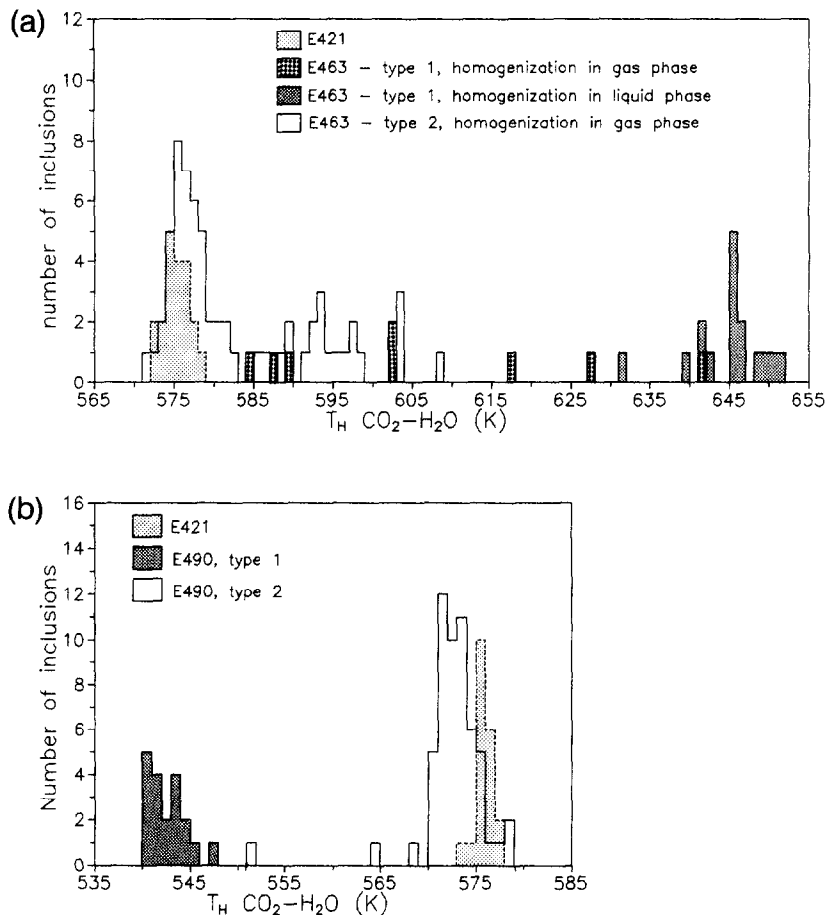 (a)
12
10
8
6
4
2
0
number of inclusions
E421
E463 – type 1, homogenization in gas phase
E463 – type 1, homogenization in liquid phase
E463 – type 2, homogenization in gas phase
565 575 585 595 605 615 625 635 645 655
T_H CO₂–H₂O (K)
(b)
16
14
12
10
8
6
4
2
0
Number of inclusions
E421
E490, type 1
E490, type 2
535 545 555 565 575 585
T_H CO₂–H₂O (K)